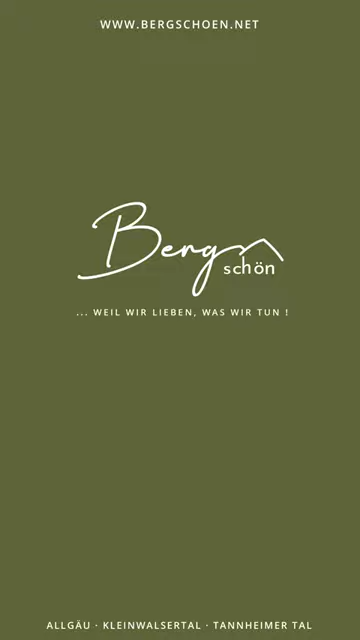 WWW.BERGSCHOEN.NET
Berg
schön
... WEIL WIR LIEBEN, WAS WIR TUN !
ALLGÄU · KLEINWALSERTAL · TANNHEIMER TAL